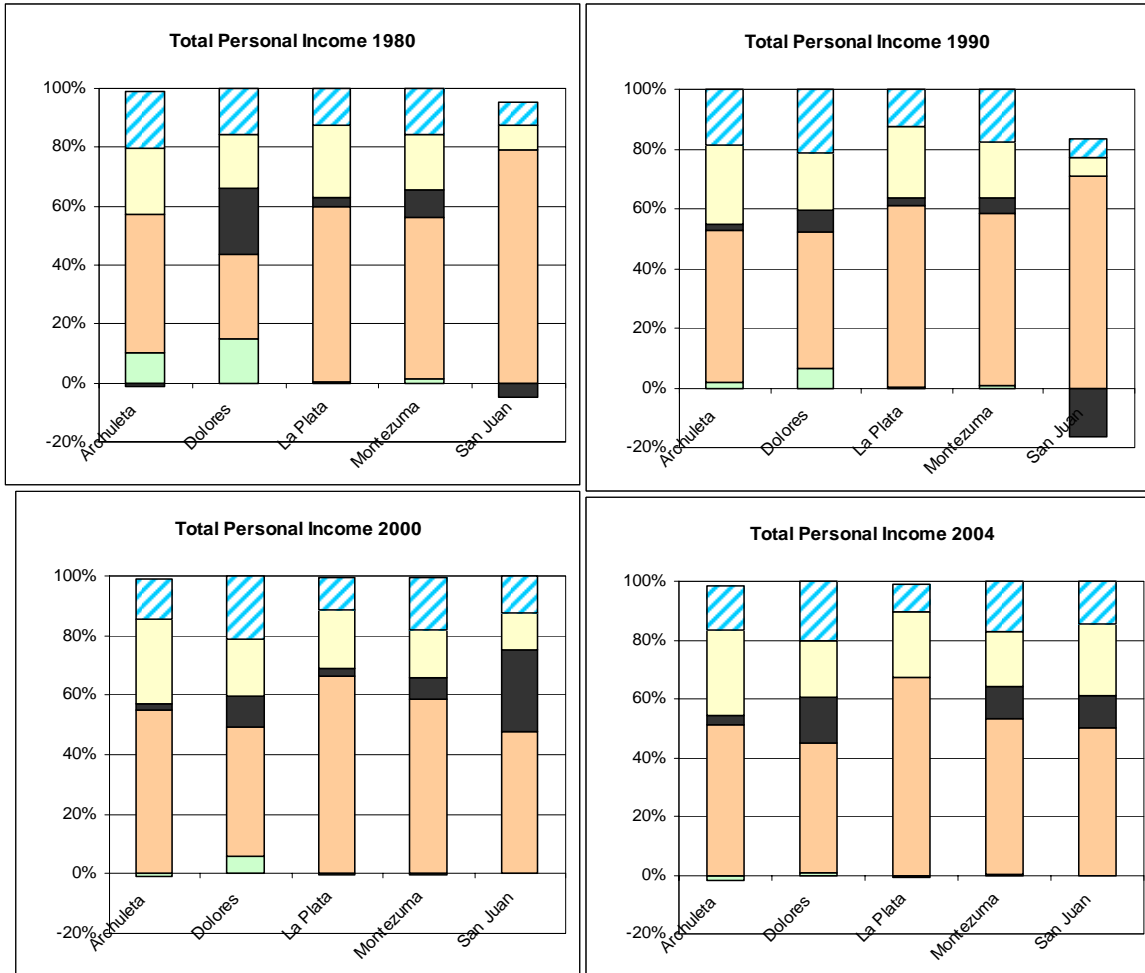 Total Personal Income 1980
100%
80%
60%
40%
20%
0%
-20%
Archuleta
Dolores
La Plata
Montezuma
San Juan
Total Personal Income 1990
100%
80%
60%
40%
20%
0%
-20%
Archuleta
Dolores
La Plata
Montezuma
San Juan
Total Personal Income 2000
100%
80%
60%
40%
20%
0%
-20%
Archuleta
Dolores
La Plata
Montezuma
San Juan
Total Personal Income 2004
100%
80%
60%
40%
20%
0%
-20%
Archuleta
Dolores
La Plata
Montezuma
San Juan